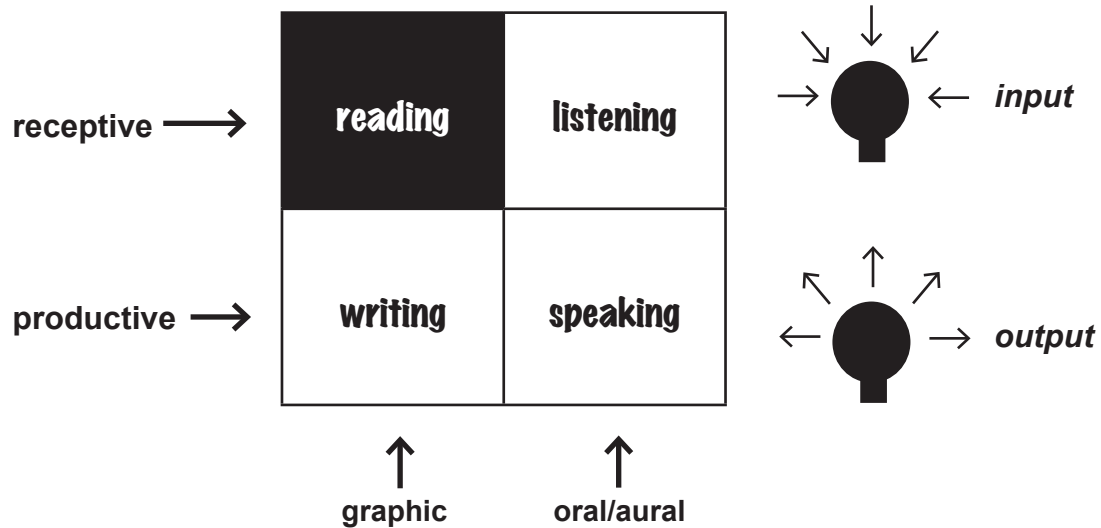 receptive
reading
listening
input
productive
writing
speaking
output
graphic
oral/aural